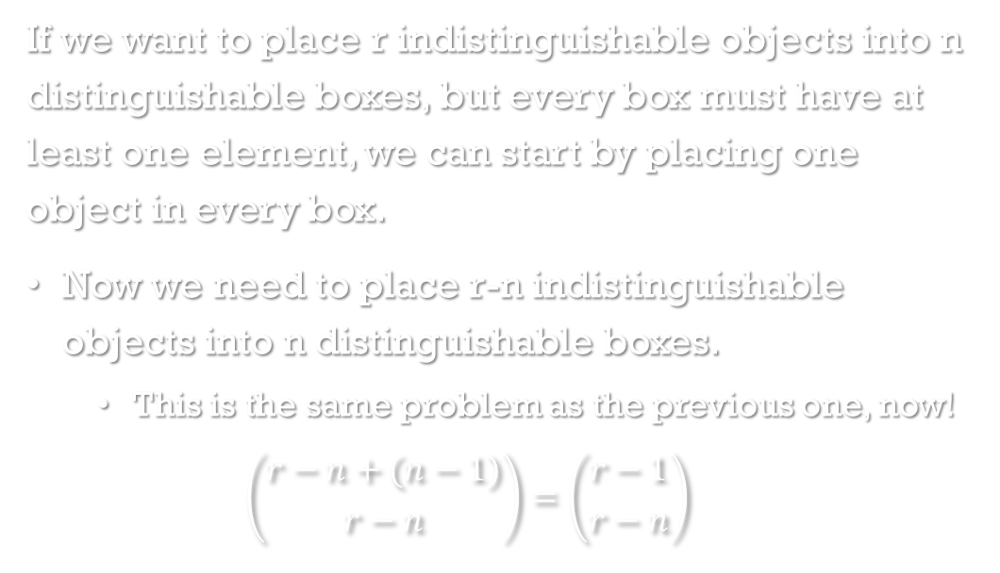 If we want to place r indistinguishable objects into n
distinguishable boxes, but every box must have at
least one element, we can start by placing one
object in every box.
• Now we need to place r-n indistinguishable
objects into n distinguishable boxes.
• This is the same problem as the previous one, now!
\binom{r - n + (n - 1)}{r - n} = \binom{r - 1}{r - n}